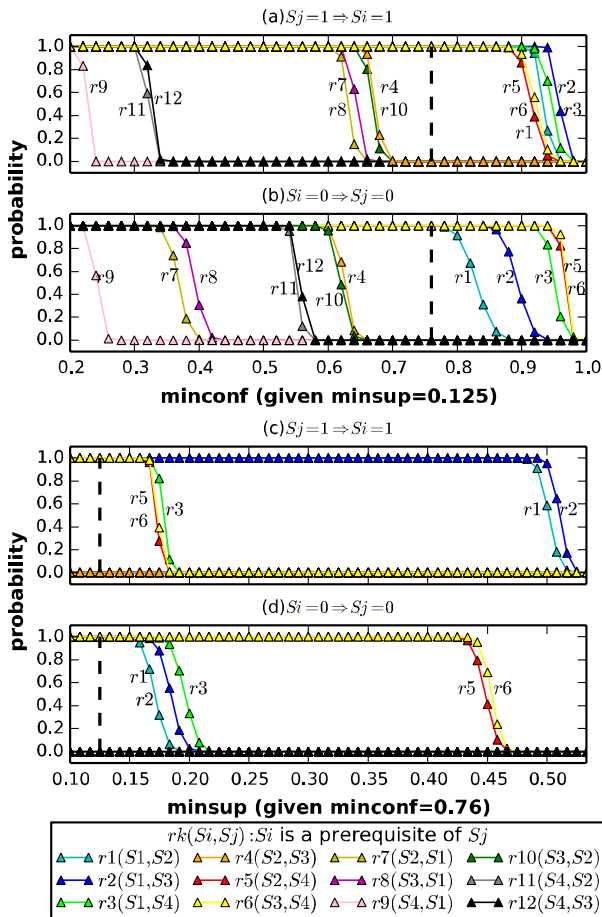 (a)Sj=1⇒Si=1
1.0
0.8
0.6
0.4
0.2
0.0
r9
r11
r12
r7
r8
r4
r10
r5
r6
r1
r2
r3
probability
(b)Si=0⇒Sj=0
1.0
0.8
0.6
0.4
0.2
0.0
r9
r7
r8
r12
r11
r4
r10
r1
r2
r3
r5
r6
0.2 0.3 0.4 0.5 0.6 0.7 0.8 0.9 1.0
minconf (given minsup=0.125)
(c)Sj=1⇒Si=1
1.0
0.8
0.6
0.4
0.2
0.0
r5
r6
r3
r1
r2
probability
(d)Si=0⇒Sj=0
1.0
0.8
0.6
0.4
0.2
0.0
r1
r2
r3
r5
r6
0.10 0.15 0.20 0.25 0.30 0.35 0.40 0.45 0.50
minsup (given minconf=0.76)
rk(Si,Sj):Si is a prerequisite of Sj
r1(S1,S2) r4(S2,S3) r7(S2,S1) r10(S3,S2)
r2(S1,S3) r5(S2,S4) r8(S3,S1) r11(S4,S2)
r3(S1,S4) r6(S3,S4) r9(S4,S1) r12(S4,S3)